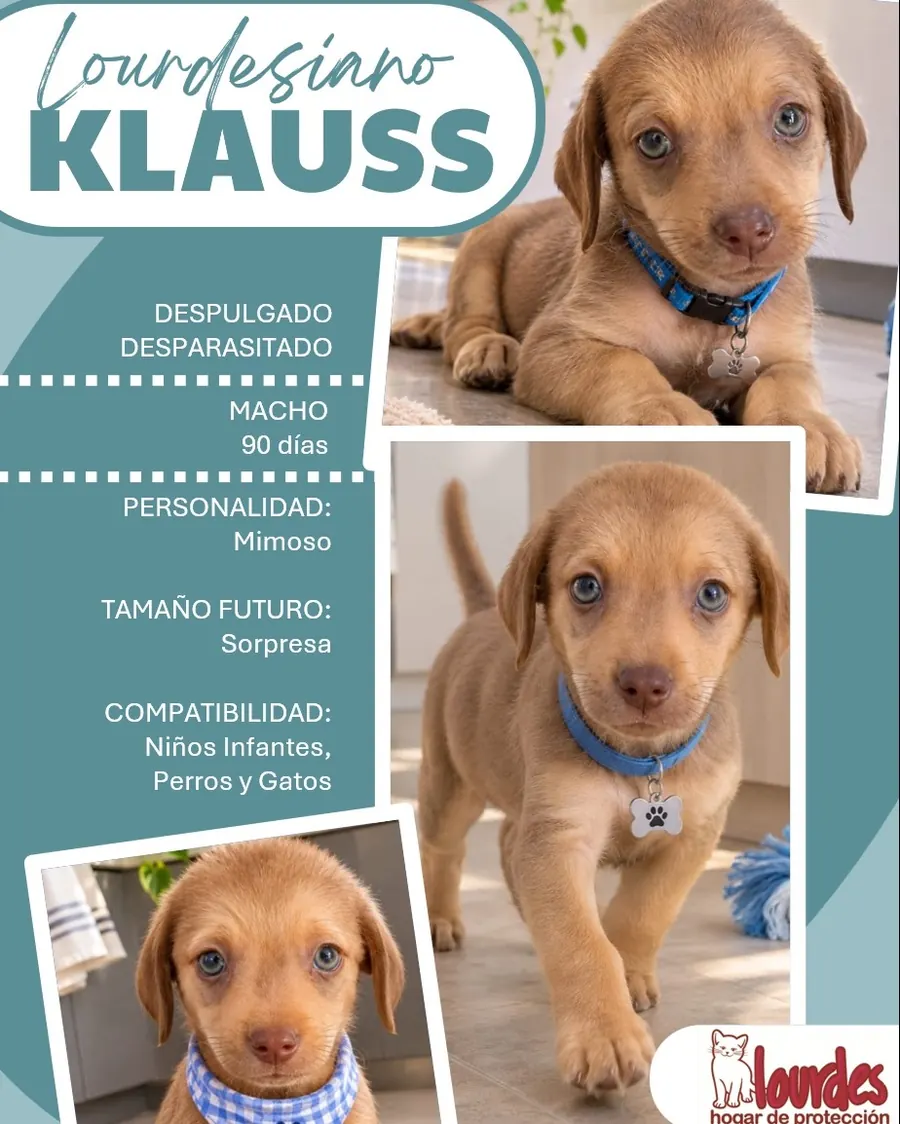 Lourdesiano
KLAUSS
DESPULGADO
DESPARASITADO
MACHO
90 días
PERSONALIDAD:
Mimoso
TAMAÑO FUTURO:
Sorpresa
COMPATIBILIDAD:
Niños Infantes,
Perros y Gatos
lourdes
hogar de protección